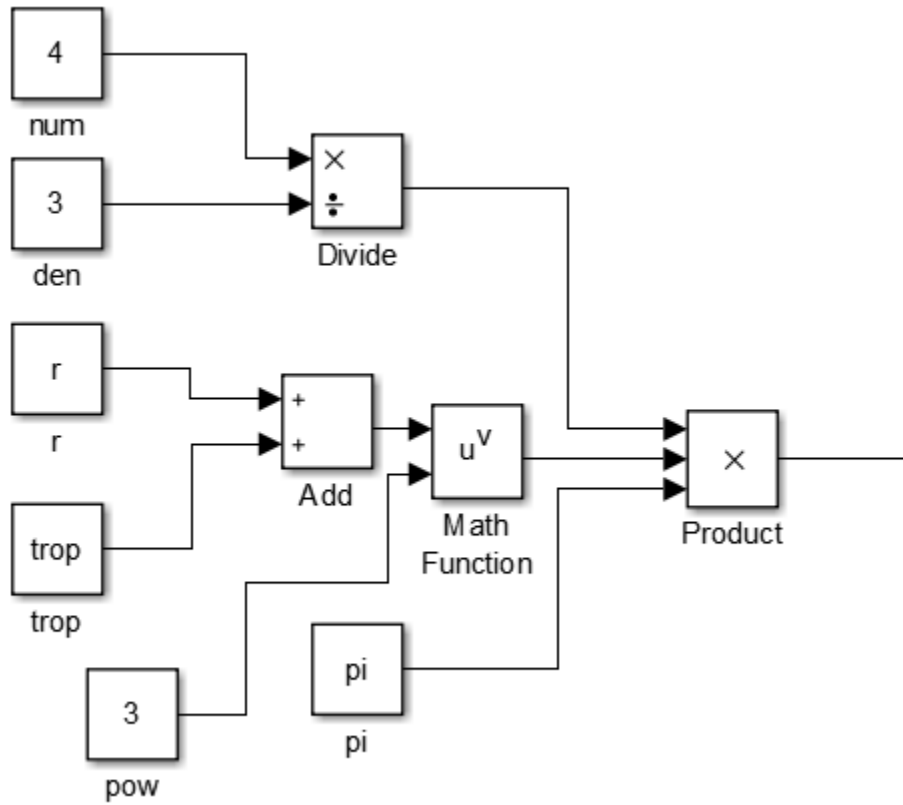 4
num
3
den
×
÷
Divide
r
r
+
+
Add
trop
trop
u^v
Math
Function
×
Product
3
pow
pi
pi